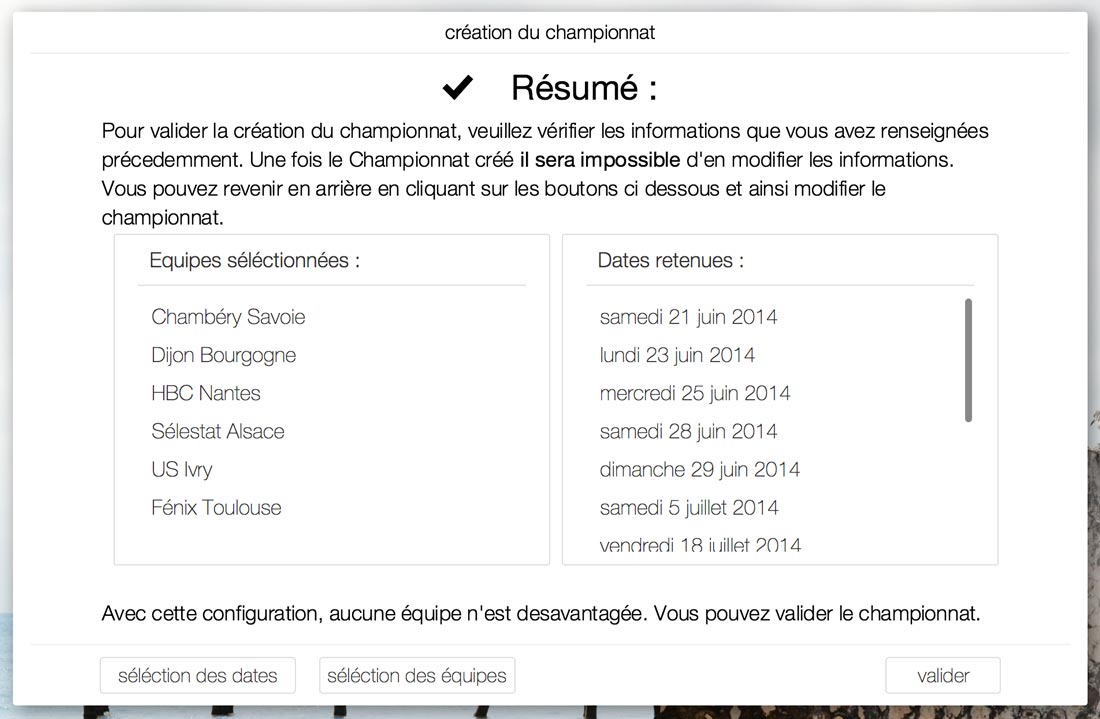 création du championnat
✔ Résumé :
Pour valider la création du championnat, veuillez vérifier les informations que vous avez renseignées
précedemment. Une fois le Championnat créé il sera impossible d'en modifier les informations.
Vous pouvez revenir en arrière en cliquant sur les boutons ci dessous et ainsi modifier le
championnat.
Equipes séléctionnées :
Chambéry Savoie
Dijon Bourgogne
HBC Nantes
Sélestat Alsace
US Ivry
Fénix Toulouse
Dates retenues :
samedi 21 juin 2014
lundi 23 juin 2014
mercredi 25 juin 2014
samedi 28 juin 2014
dimanche 29 juin 2014
samedi 5 juillet 2014
vendredi 18 juillet 2014
Avec cette configuration, aucune équipe n'est desavantagée. Vous pouvez valider le championnat.
séléction des dates
séléction des équipes
valider